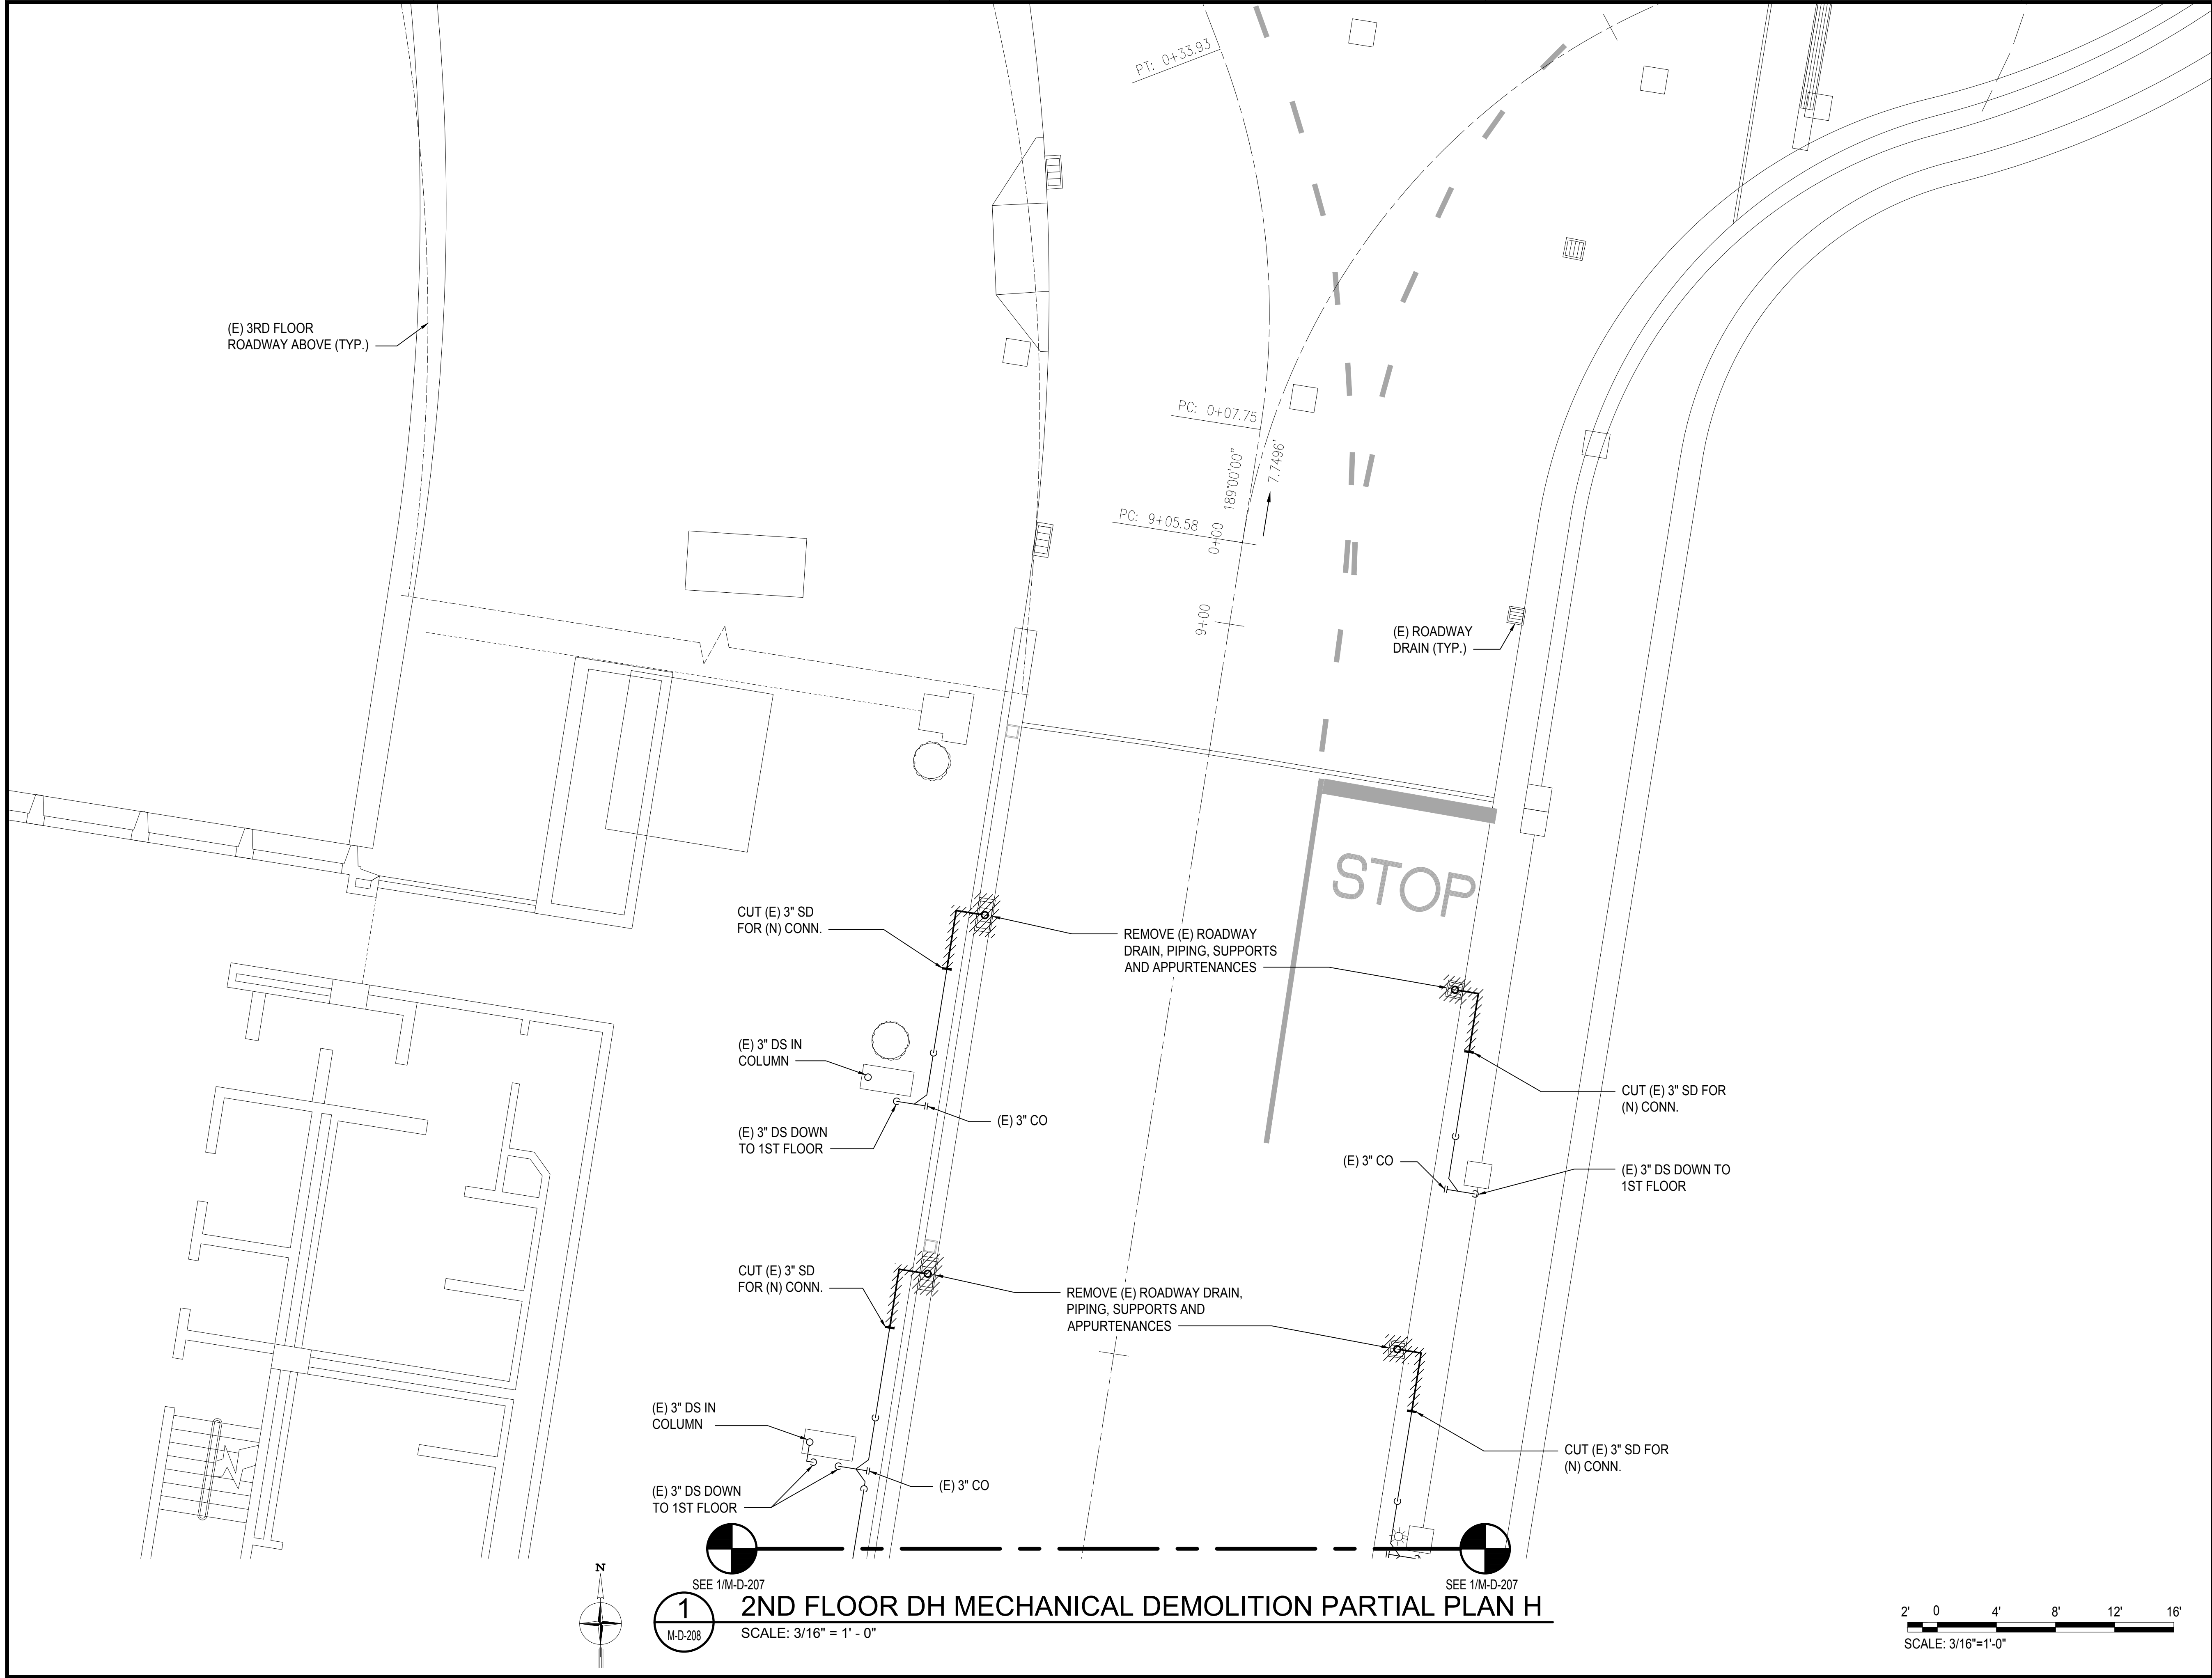 PT: 0+33.93
(E) 3RD FLOOR
ROADWAY ABOVE (TYP.)
PC: 0+07.75
189°00'00"
7.7496'
PC: 9+05.58
0+00
9+00
(E) ROADWAY
DRAIN (TYP.)
STOP
CUT (E) 3" SD
FOR (N) CONN.
REMOVE (E) ROADWAY
DRAIN, PIPING, SUPPORTS
AND APPURTENANCES
(E) 3" DS IN
COLUMN
(E) 3" CO
(E) 3" DS DOWN
TO 1ST FLOOR
CUT (E) 3" SD FOR
(N) CONN.
(E) 3" CO
(E) 3" DS DOWN TO
1ST FLOOR
CUT (E) 3" SD
FOR (N) CONN.
REMOVE (E) ROADWAY DRAIN,
PIPING, SUPPORTS AND
APPURTENANCES
(E) 3" DS IN
COLUMN
CUT (E) 3" SD FOR
(N) CONN.
(E) 3" DS DOWN
TO 1ST FLOOR
(E) 3" CO
SEE 1/M-D-207
SEE 1/M-D-207
N
1
M-D-208
2ND FLOOR DH MECHANICAL DEMOLITION PARTIAL PLAN H
SCALE: 3/16" = 1' - 0"
2' 0 4' 8' 12' 16'
SCALE: 3/16"=1'-0"